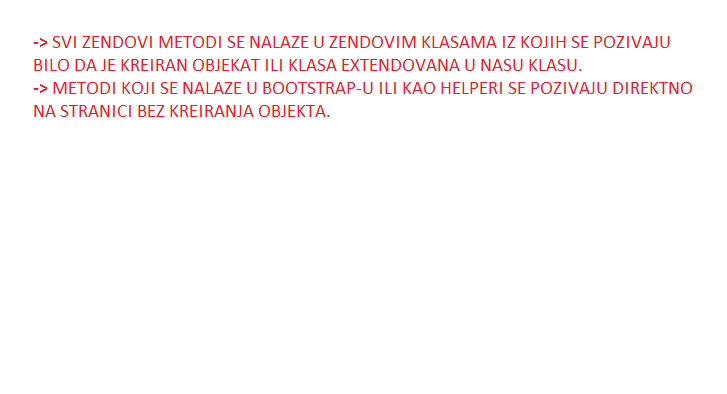 -> SVI ZENDOVI METODI SE NALAZE U ZENDOVIM KLASAMA IZ KOJIH SE POZIVAJU
BILO DA JE KREIRAN OBJEKAT ILI KLASA EXTENDOVANA U NASU KLASU.
-> METODI KOJI SE NALAZE U BOOTSTRAP-U ILI KAO HELPERI SE POZIVAJU DIREKTNO
NA STRANICI BEZ KREIRANJA OBJEKTA.